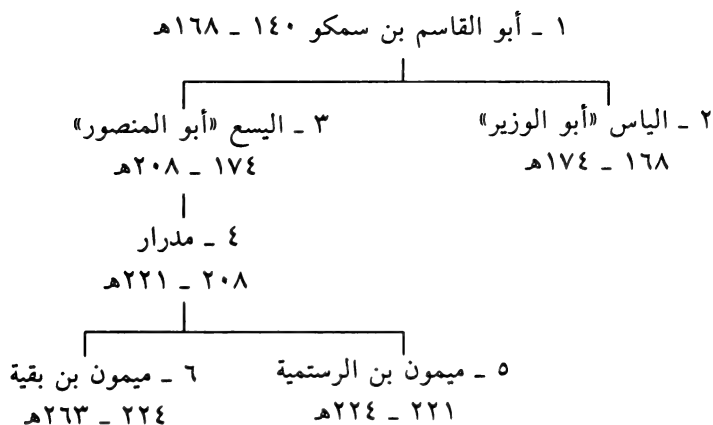 ١ ـ أبو القاسم بن سمكو ١٤٠ ـ ١٦٨هـ
٢ ـ الياس «أبو الوزير»
١٦٨ ـ ١٧٤هـ
٣ ـ اليسع «أبو المنصور»
١٧٤ ـ ٢٠٨هـ
٤ ـ مدرار
٢٠٨ ـ ٢٢١هـ
٥ ـ ميمون بن الرستمية
٢٢١ ـ ٢٢٤هـ
٦ ـ ميمون بن بقية
٢٢٤ ـ ٢٦٣هـ